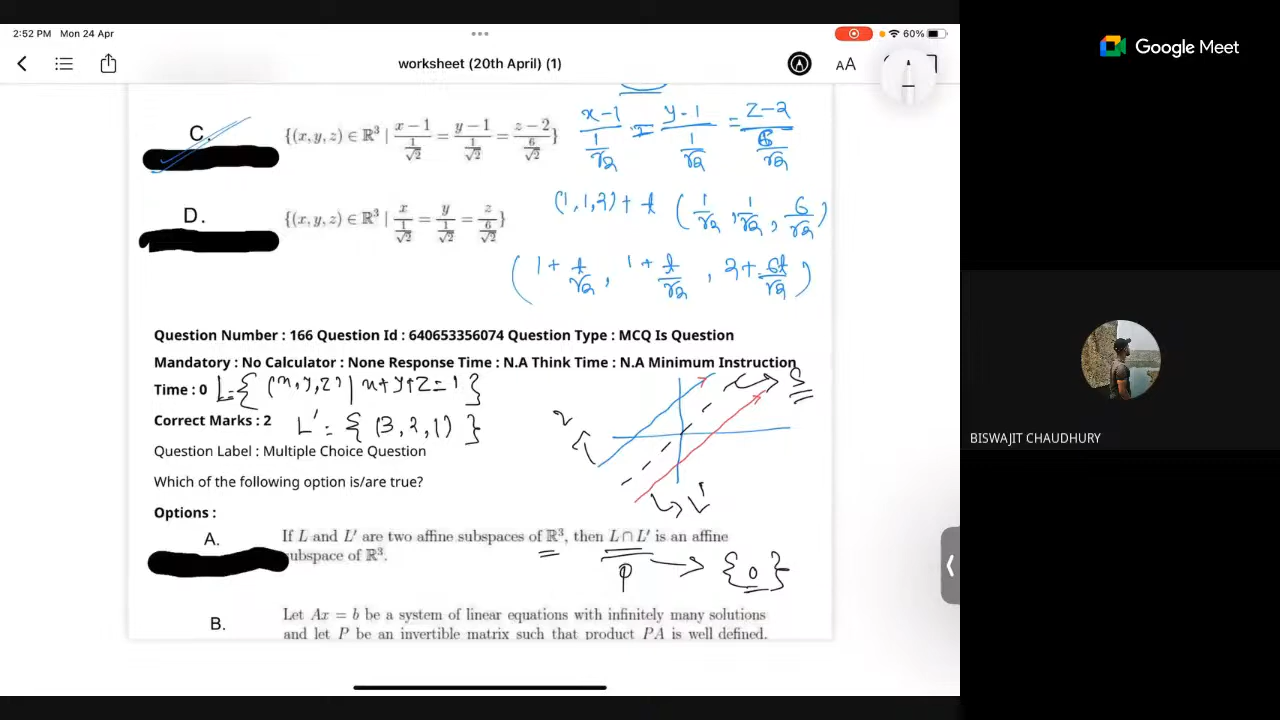 2:52 PM Mon 24 Apr
60%
Google Meet
worksheet (20th April) (1)
AA
C.
{(x, y, z) ∈ ℝ³ | (x−1)/(1/√2) = (y−1)/(1/√2) = (z−2)/(6/√2)}
(x−1)/(1/√2) = (y−1)/(1/√2) = (z−2)/(6/√2)
(1,1,2) + t (1/√2, 1/√2, 6/√2)
D.
{(x, y, z) ∈ ℝ³ | x/(1/√2) = y/(1/√2) = z/(6/√2)}
(1 + t/√2, 1 + t/√2, 2 + 6t/√2)
Question Number : 166 Question Id : 640653356074 Question Type : MCQ Is Question
Mandatory : No Calculator : None Response Time : N.A Think Time : N.A Minimum Instruction
Time : 0 L = {(x,y,z) | x+y+z=1}
Correct Marks : 2 L' = {(3,2,1)}
Question Label : Multiple Choice Question
Which of the following option is/are true?
L'
Options :
A.
If L and L′ are two affine subspaces of ℝ³, then L ∩ L′ is an affine
subspace of ℝ³.
φ → {0}
B.
Let Ax = b be a system of linear equations with infinitely many solutions
and let P be an invertible matrix such that product PA is well defined.
BISWAJIT CHAUDHURY